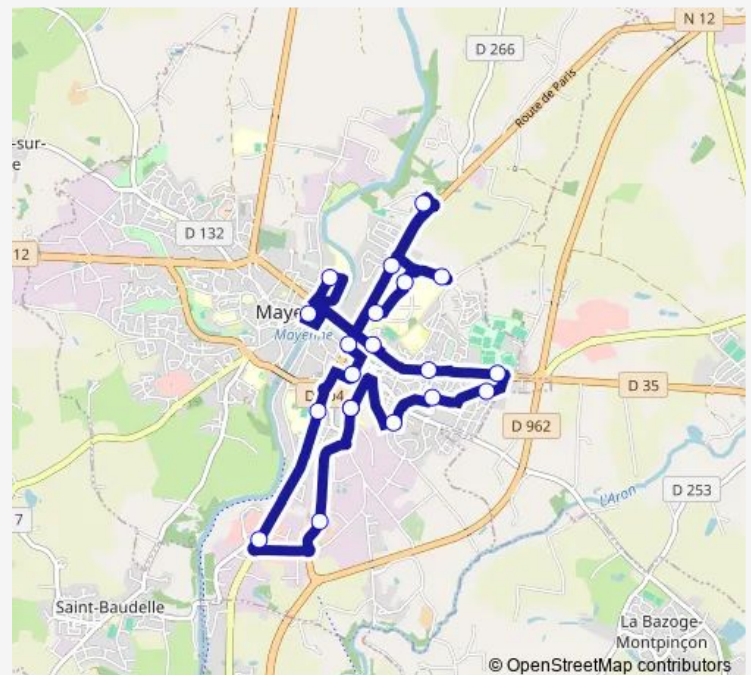 N 12
D 266
Route de Paris
-sur-
e
D 132
12
Maye
Mayenne
D 35
D 962
D 253
L'Aron
7
Saint-Baudelle
La Bazoge-
Montpinçon
© OpenStreetMap contributors